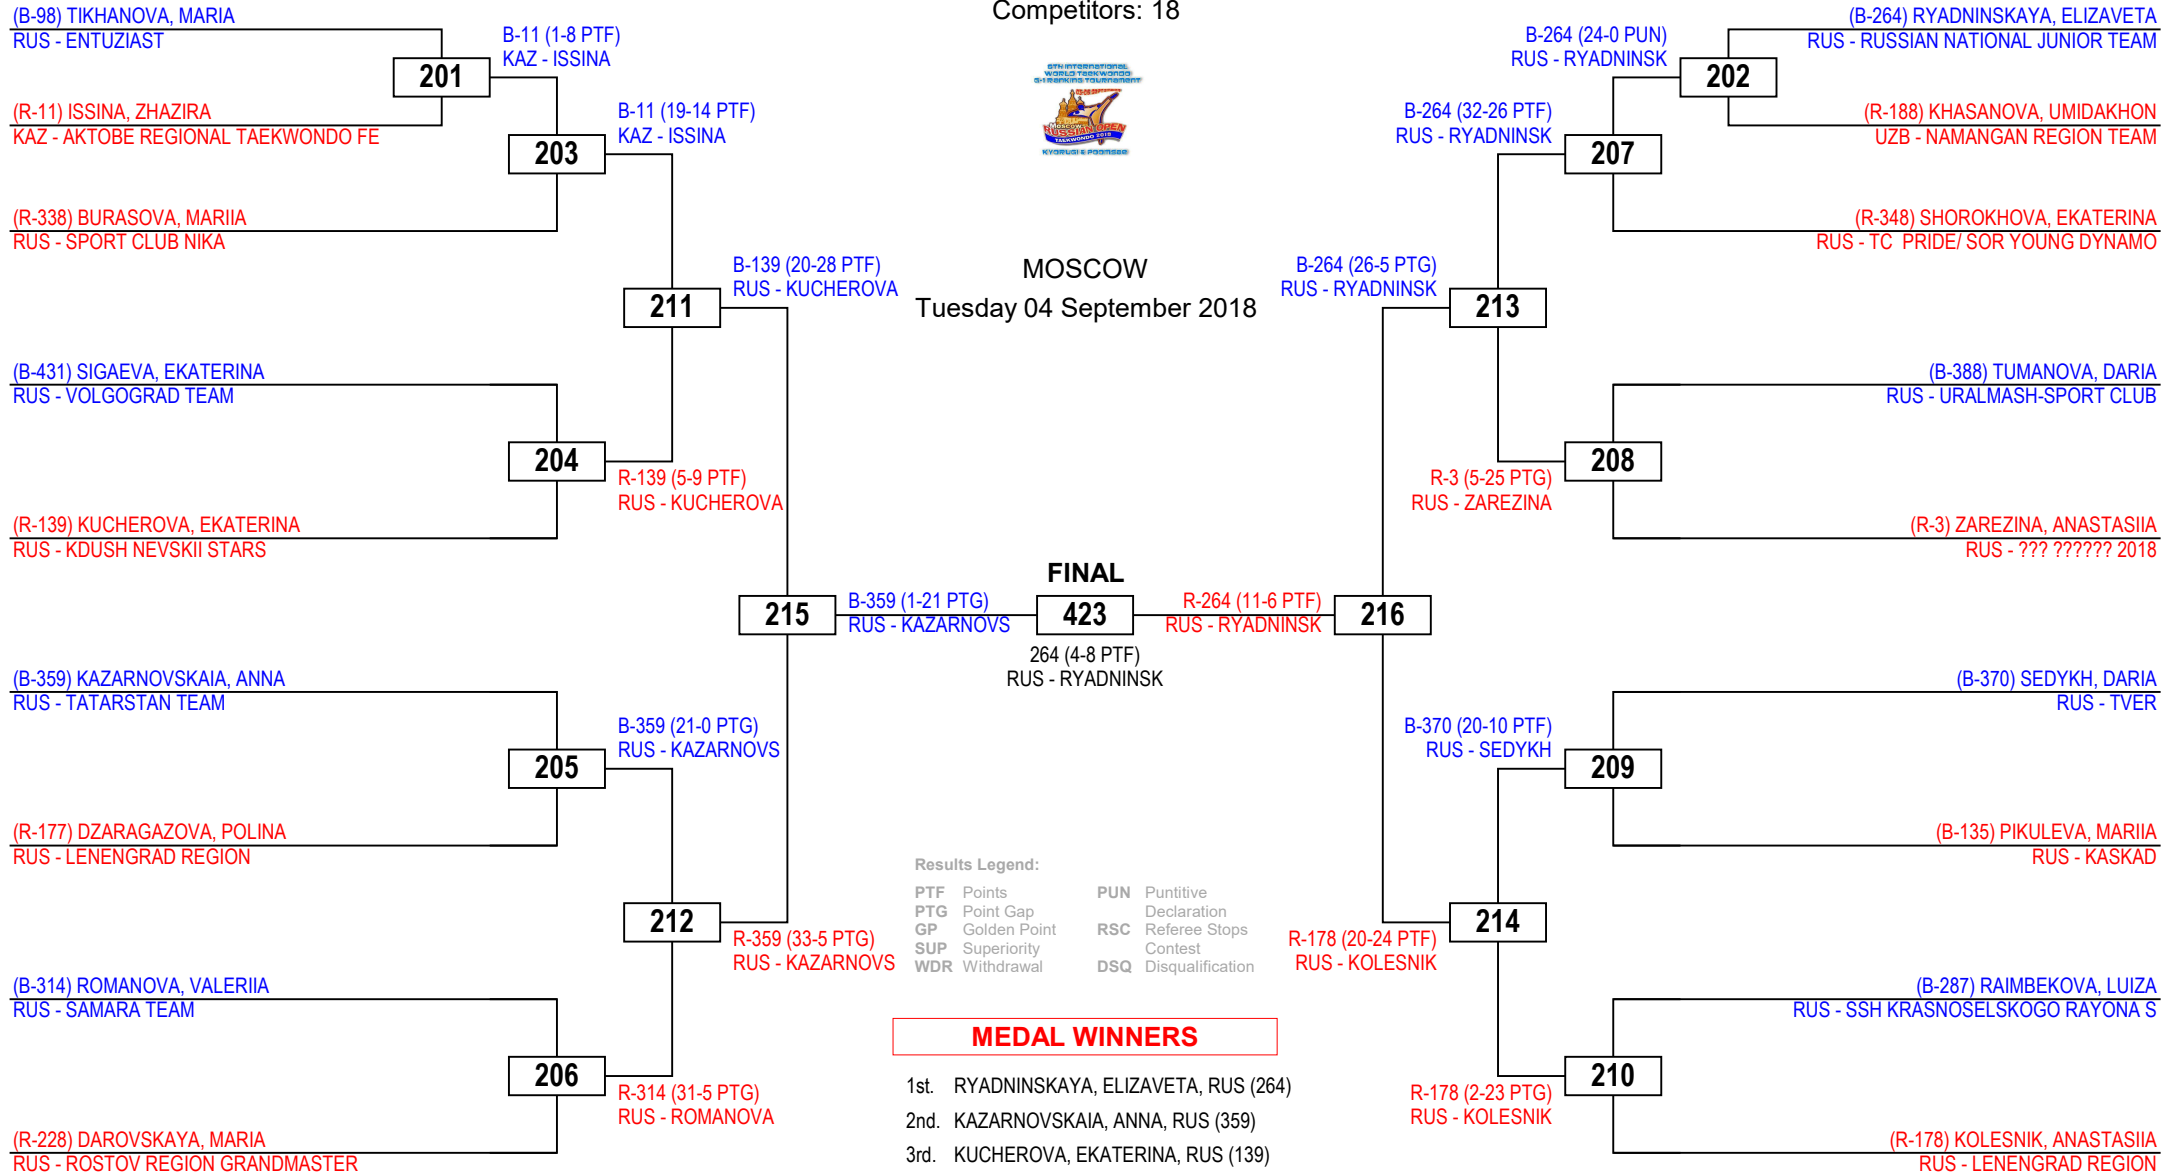 Competitors: 18
6TH INTERNATIONAL
WORLD TAEKWONDO
G-1 RANKING TOURNAMENT
Moscow
RUSSIAN OPEN
TAEKWONDO 2018
KYORUGI & POOMSAE
MOSCOW
Tuesday 04 September 2018
(B-98) TIKHANOVA, MARIA
RUS - ENTUZIAST
201
(R-11) ISSINA, ZHAZIRA
KAZ - AKTOBE REGIONAL TAEKWONDO FE
B-11 (1-8 PTF)
KAZ - ISSINA
203
(R-338) BURASOVA, MARIIA
RUS - SPORT CLUB NIKA
B-11 (19-14 PTF)
KAZ - ISSINA
211
(B-431) SIGAEVA, EKATERINA
RUS - VOLGOGRAD TEAM
204
(R-139) KUCHEROVA, EKATERINA
RUS - KDUSH NEVSKII STARS
R-139 (5-9 PTF)
RUS - KUCHEROVA
B-139 (20-28 PTF)
RUS - KUCHEROVA
215
(B-359) KAZARNOVSKAIA, ANNA
RUS - TATARSTAN TEAM
205
(R-177) DZARAGAZOVA, POLINA
RUS - LENENGRAD REGION
B-359 (21-0 PTG)
RUS - KAZARNOVS
212
(B-314) ROMANOVA, VALERIIA
RUS - SAMARA TEAM
206
(R-228) DAROVSKAYA, MARIA
RUS - ROSTOV REGION GRANDMASTER
R-314 (31-5 PTG)
RUS - ROMANOVA
R-359 (33-5 PTG)
RUS - KAZARNOVS
B-359 (1-21 PTG)
RUS - KAZARNOVS
FINAL
423
264 (4-8 PTF)
RUS - RYADNINSK
R-264 (11-6 PTF)
RUS - RYADNINSK
216
B-264 (26-5 PTG)
RUS - RYADNINSK
213
B-264 (32-26 PTF)
RUS - RYADNINSK
207
B-264 (24-0 PUN)
RUS - RYADNINSK
202
(B-264) RYADNINSKAYA, ELIZAVETA
RUS - RUSSIAN NATIONAL JUNIOR TEAM
(R-188) KHASANOVA, UMIDAKHON
UZB - NAMANGAN REGION TEAM
(R-348) SHOROKHOVA, EKATERINA
RUS - TC PRIDE/ SOR YOUNG DYNAMO
(B-388) TUMANOVA, DARIA
RUS - URALMASH-SPORT CLUB
208
R-3 (5-25 PTG)
RUS - ZAREZINA
(R-3) ZAREZINA, ANASTASIIA
RUS - ??? ?????? 2018
(B-370) SEDYKH, DARIA
RUS - TVER
B-370 (20-10 PTF)
RUS - SEDYKH
209
(B-135) PIKULEVA, MARIIA
RUS - KASKAD
214
R-178 (20-24 PTF)
RUS - KOLESNIK
(B-287) RAIMBEKOVA, LUIZA
RUS - SSH KRASNOSELSKOGO RAYONA S
210
R-178 (2-23 PTG)
RUS - KOLESNIK
(R-178) KOLESNIK, ANASTASIIA
RUS - LENENGRAD REGION
Results Legend:
PTF Points
PTG Point Gap
GP Golden Point
SUP Superiority
WDR Withdrawal
PUN Puntitive
Declaration
RSC Referee Stops
Contest
DSQ Disqualification
MEDAL WINNERS
1st. RYADNINSKAYA, ELIZAVETA, RUS (264)
2nd. KAZARNOVSKAIA, ANNA, RUS (359)
3rd. KUCHEROVA, EKATERINA, RUS (139)